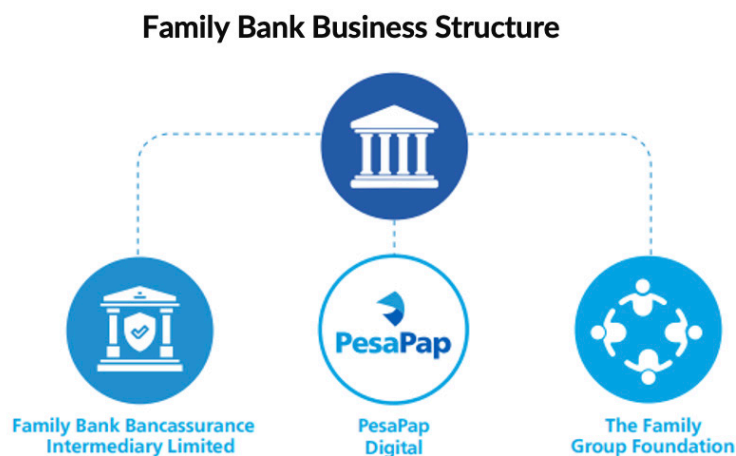 Family Bank Business Structure
PesaPap
Family Bank Bancassurance
Intermediary Limited
PesaPap
Digital
The Family
Group Foundation